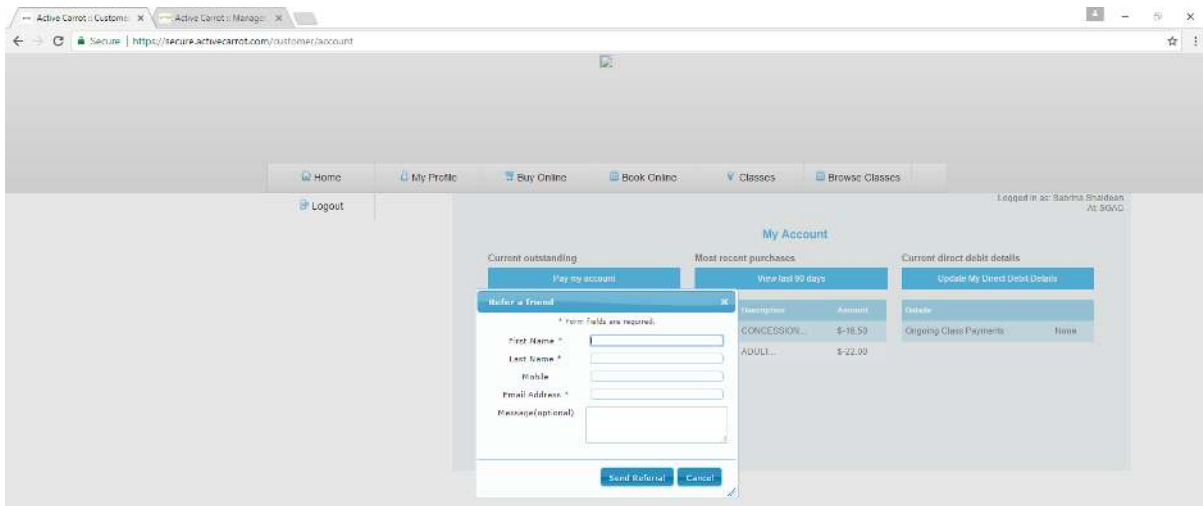 Active Carrot :: Custome: Active Carrot :: Manage:
Secure | https://secure.activecarrot.com/customer/account
Home My Profile Buy Online Book Online Classes Browse Classes
Logout
Logged in as: Sabrina
At SGAC
My Account
Current outstanding Most recent purchases Current direct debit details
Pay my account View last 90 days Update My Direct Debit Details
Refer a friend
Description Amount Details
* Form fields are required.
CONCESSION... $-16.50 Ongoing Class Payments None
First Name *
ADULT... $-22.00
Last Name *
Mobile
Email Address *
Message(optional)
Send Referral Cancel